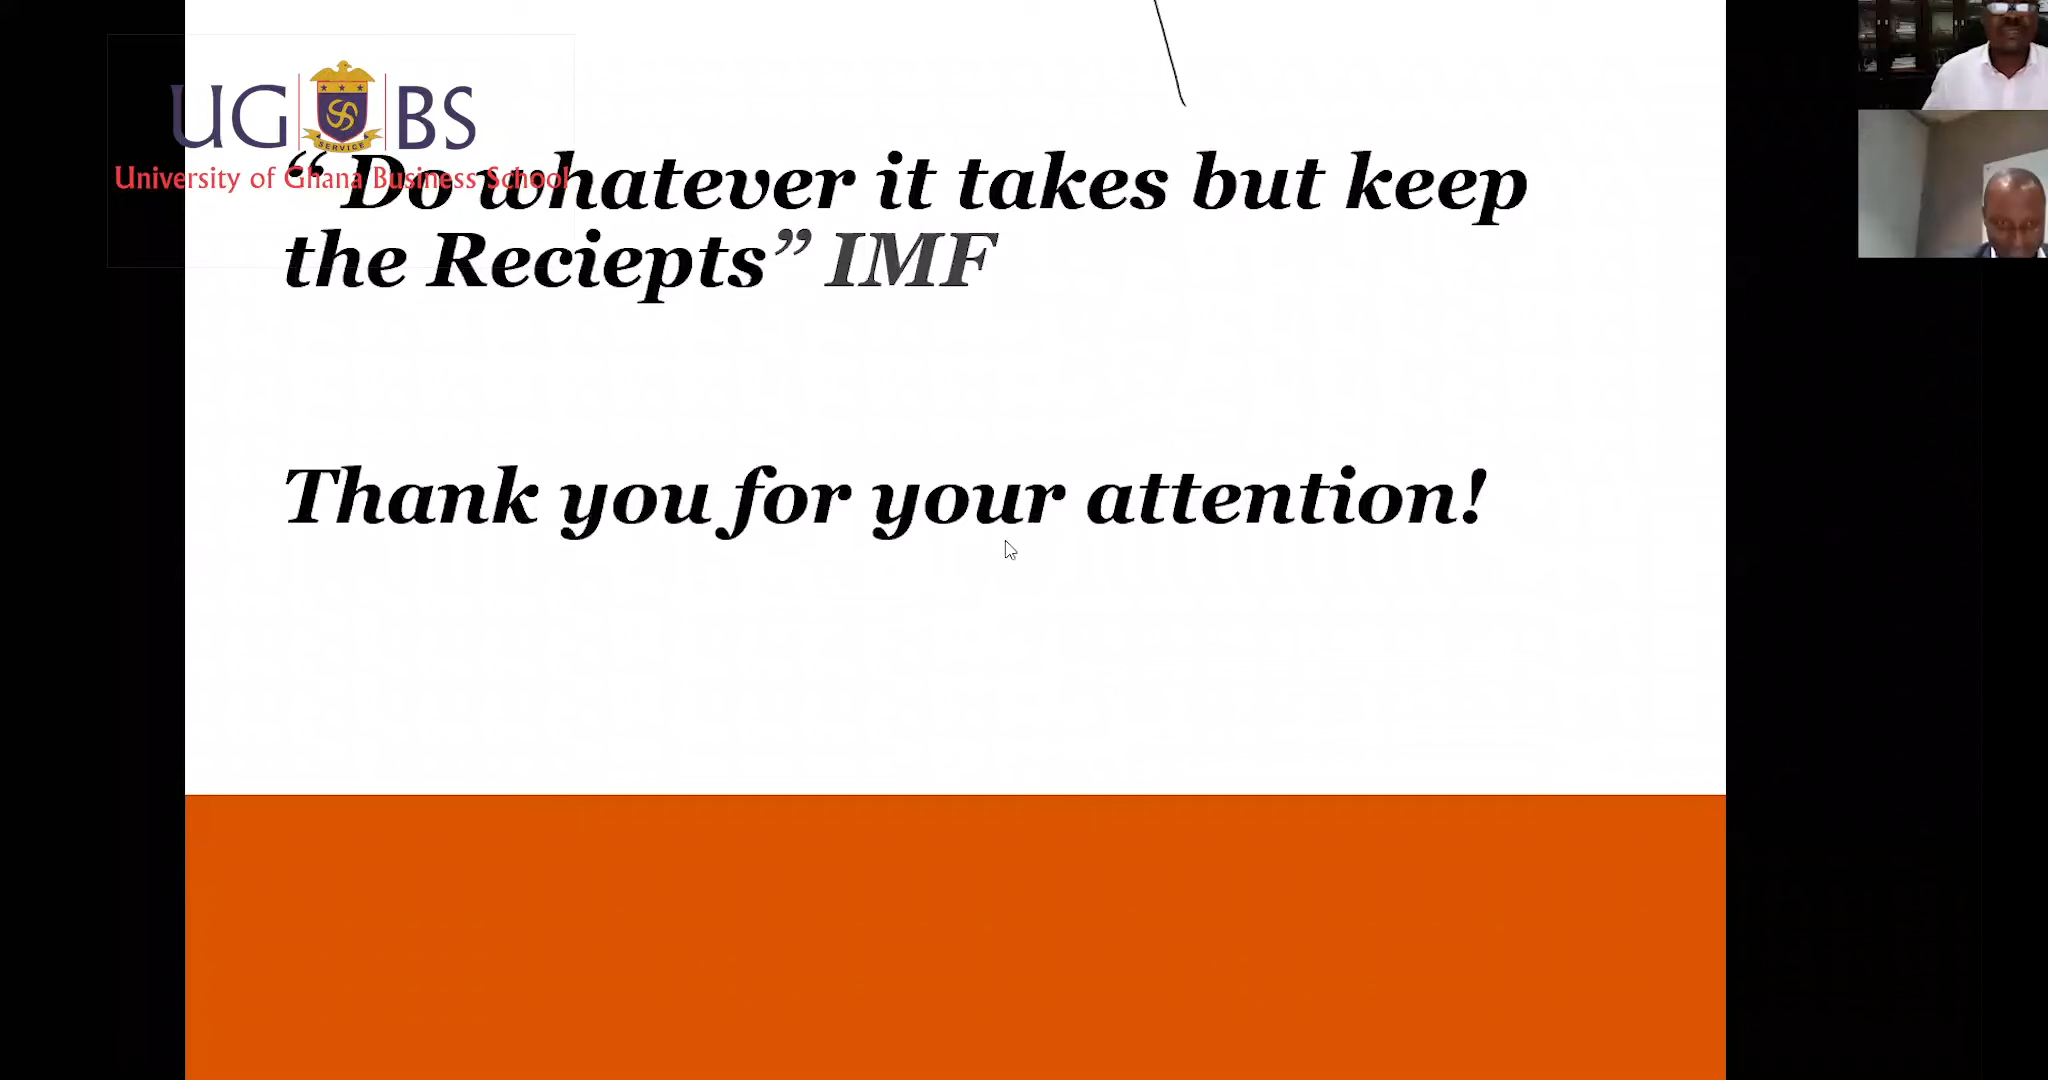 UG BS
SERVICE
University of Ghana Business School
“ Do whatever it takes but keep
the Reciepts” IMF
Thank you for your attention!